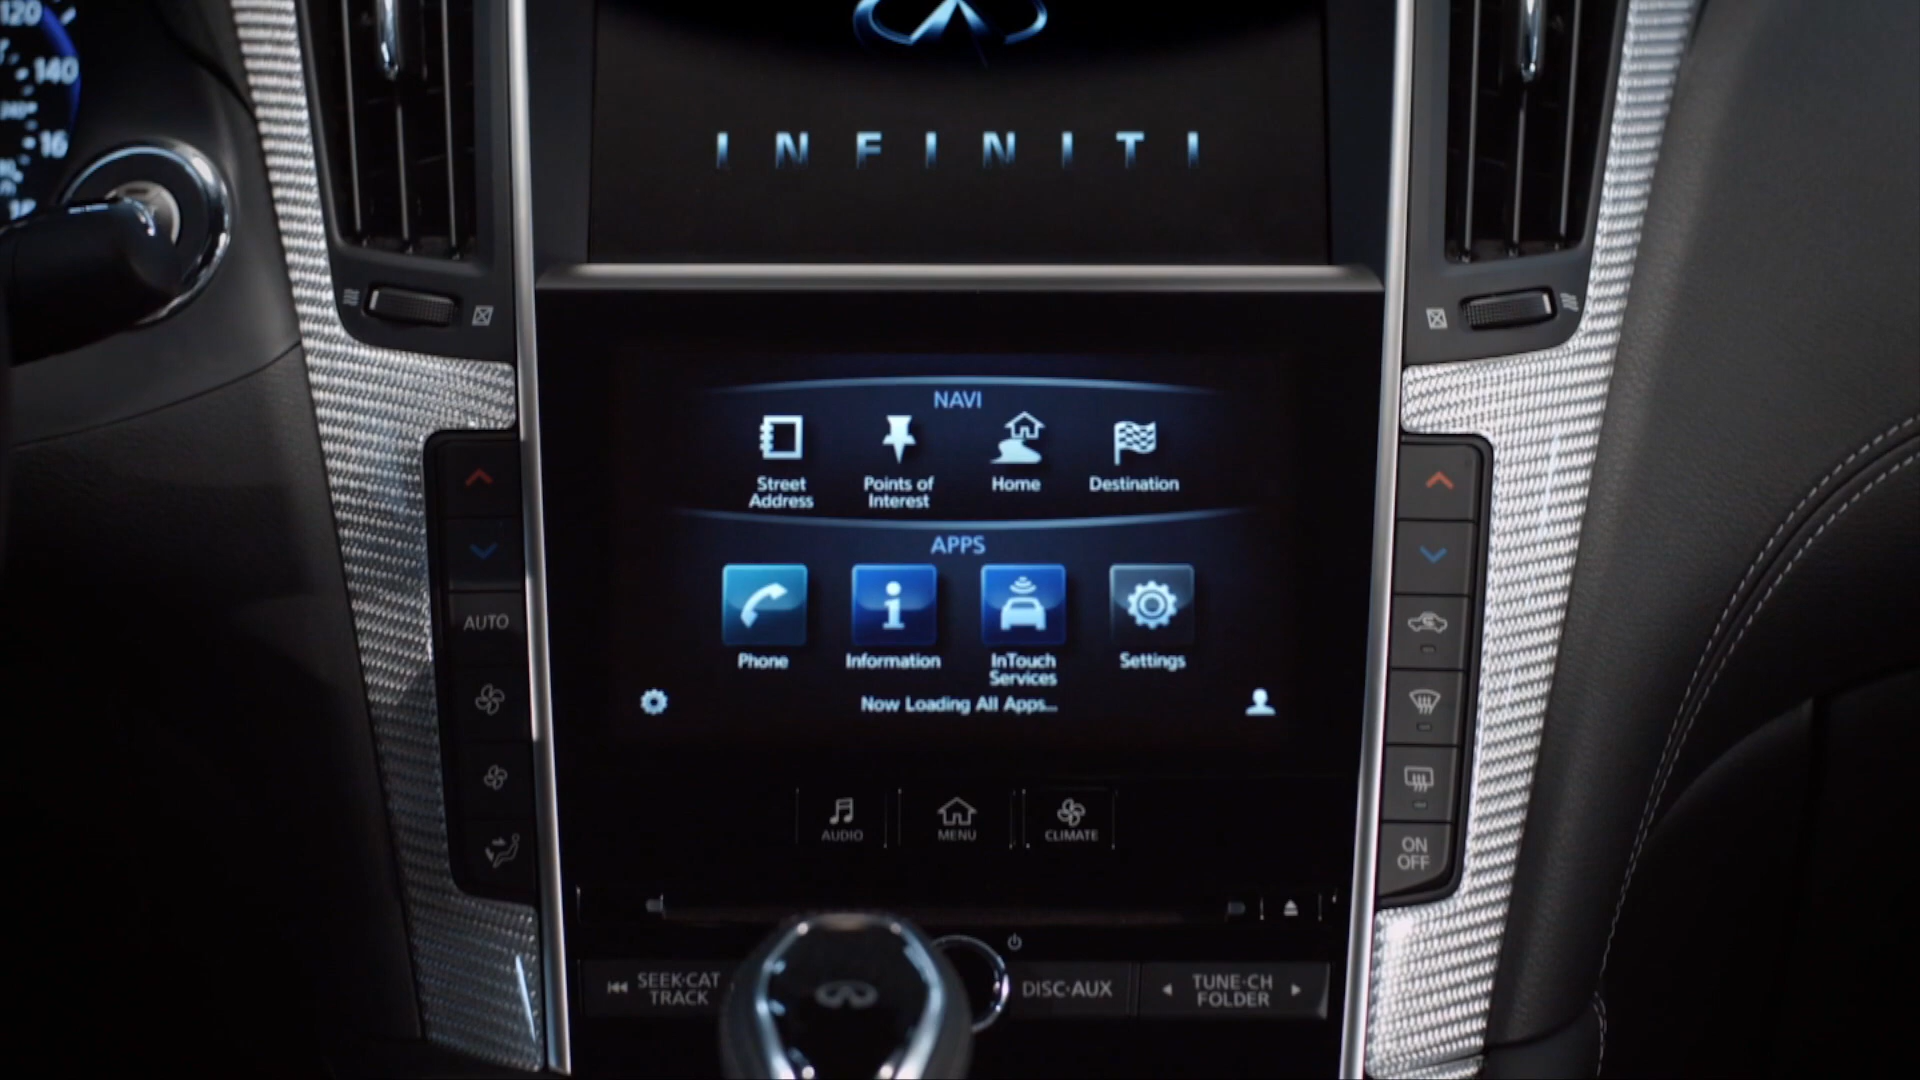 120
140
16
INFINITI
NAVI
Street
Address
Points of
Interest
Home
Destination
APPS
Phone
Information
InTouch
Services
Settings
Now Loading All Apps...
AUTO
ON
OFF
AUDIO
MENU
CLIMATE
SEEK·CAT
TRACK
DISC·AUX
TUNE·CH
FOLDER